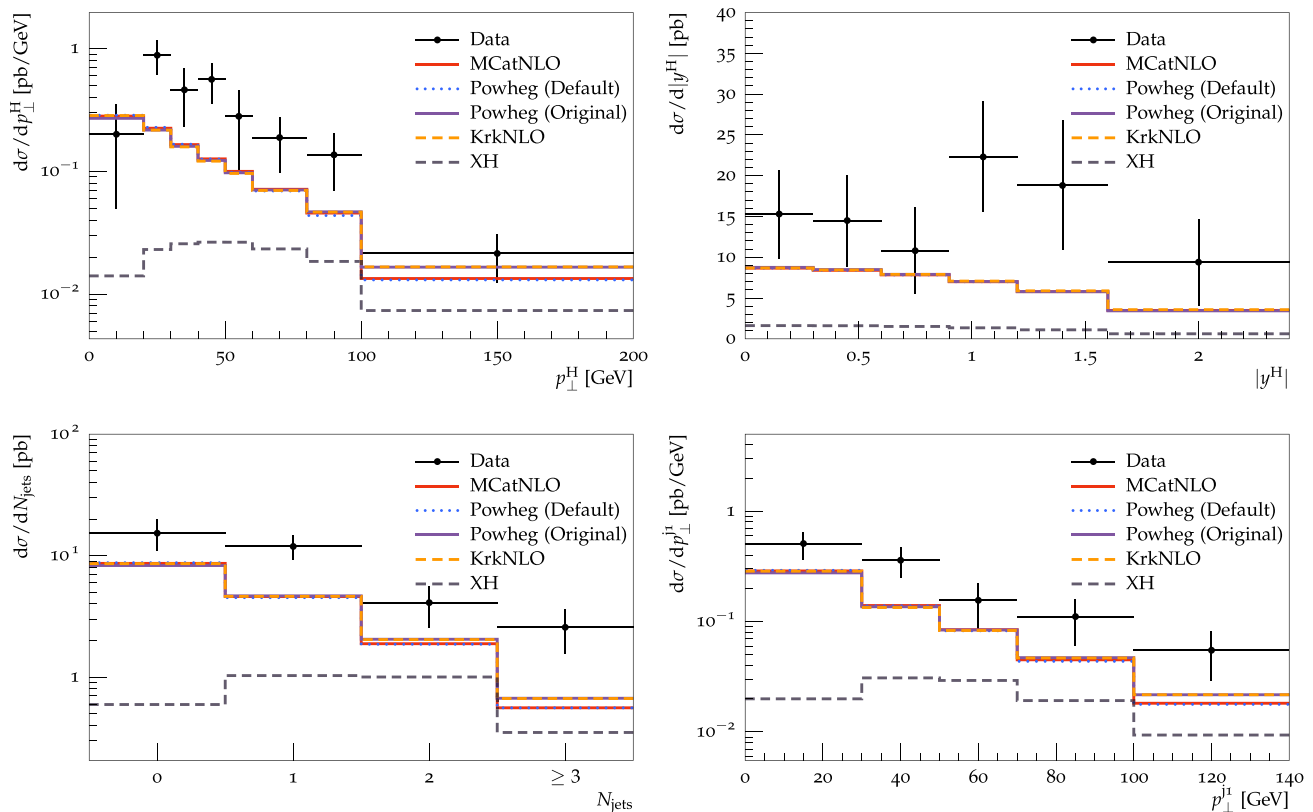 dσ/dp⊥^H [pb/GeV]
1
10⁻¹
10⁻²
Data
MCatNLO
Powheg (Default)
Powheg (Original)
KrkNLO
XH
0 50 100 150 200
p⊥^H [GeV]
dσ/d|y^H| [pb]
40
35
30
25
20
15
10
5
0
Data
MCatNLO
Powheg (Default)
Powheg (Original)
KrkNLO
XH
0 0.5 1 1.5 2
|y^H|
dσ/dN_jets [pb]
10²
10¹
1
Data
MCatNLO
Powheg (Default)
Powheg (Original)
KrkNLO
XH
0 1 2 ≥ 3
N_jets
dσ/dp⊥^j1 [pb/GeV]
1
10⁻¹
10⁻²
Data
MCatNLO
Powheg (Default)
Powheg (Original)
KrkNLO
XH
0 20 40 60 80 100 120 140
p⊥^j1 [GeV]